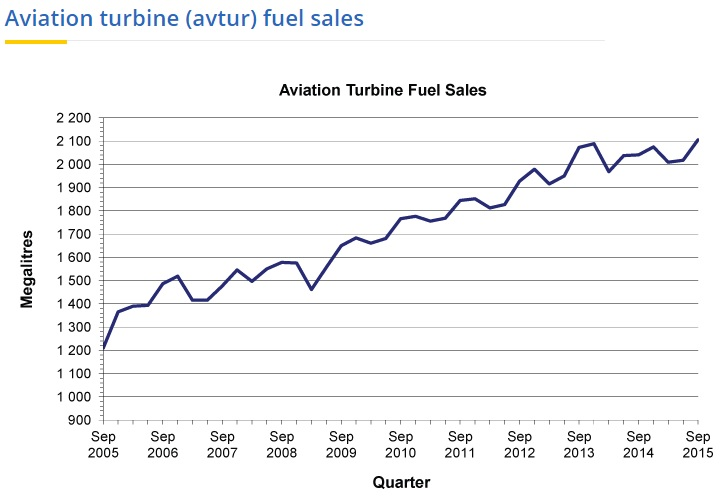 Aviation turbine (avtur) fuel sales
Aviation Turbine Fuel Sales
Megalitres
2 200
2 100
2 000
1 900
1 800
1 700
1 600
1 500
1 400
1 300
1 200
1 100
1 000
900
Sep Sep Sep Sep Sep Sep Sep Sep Sep Sep Sep
2005 2006 2007 2008 2009 2010 2011 2012 2013 2014 2015
Quarter